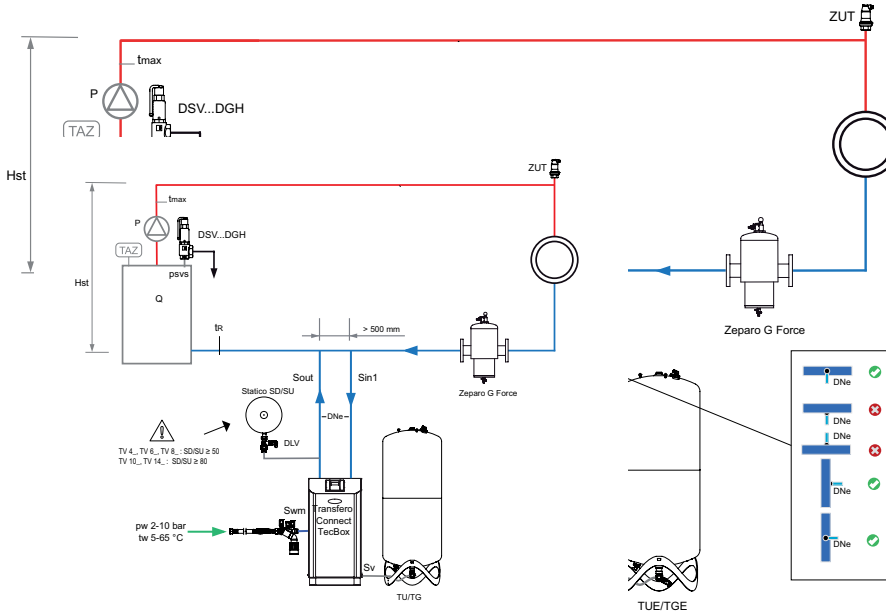 ZUT
tmax
P
DSV...DGH
TAZ
Hst
ZUT
tmax
P
DSV...DGH
TAZ
psvs
Hst
Q
tR
> 500 mm
Zeparo G Force
Zeparo G Force
Sout
Sin1
Statico SD/SU
DNe
DLV
TV 4_, TV 6_, TV 8_ : SD/SU ≥ 50
TV 10_, TV 14_ : SD/SU ≥ 80
Swm
Transfero
Connect
TecBox
pw 2-10 bar
tw 5-65 °C
Sv
TU/TG
TUE/TGE
DNe
DNe
DNe
DNe
DNe